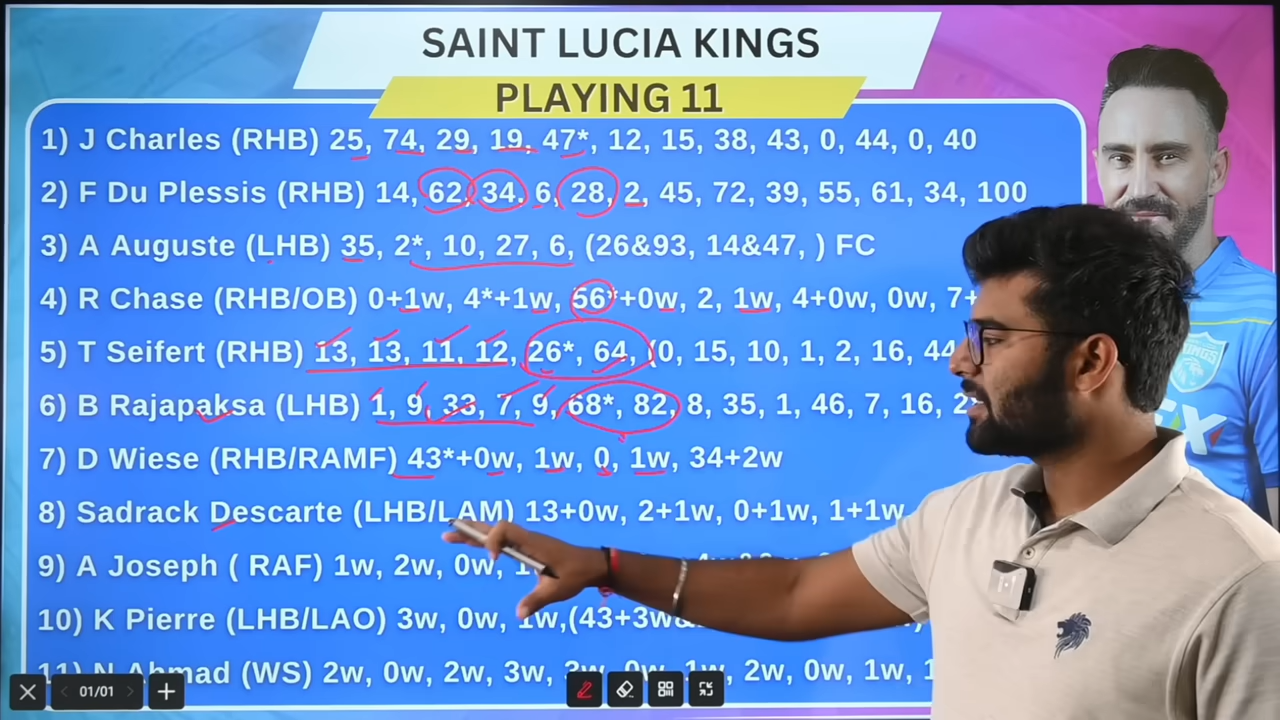 SAINT LUCIA KINGS
PLAYING 11
1) J Charles (RHB) 25, 74, 29, 19, 47*, 12, 15, 38, 43, 0, 44, 0, 40
2) F Du Plessis (RHB) 14, 62, 34, 6, 28, 2, 45, 72, 39, 55, 61, 34, 100
3) A Auguste (LHB) 35, 2*, 10, 27, 6, (26&93, 14&47, ) FC
4) R Chase (RHB/OB) 0+1w, 4*+1w, 56*+0w, 2, 1w, 4+0w, 0w, 7+
5) T Seifert (RHB) 13, 13, 11, 12, 26*, 64, (0, 15, 10, 1, 2, 16, 44
6) B Rajapaksa (LHB) 1, 9, 33, 7, 9, 68*, 82, 8, 35, 1, 46, 7, 16,
7) D Wiese (RHB/RAMF) 43*+0w, 1w, 0, 1w, 34+2w
8) Sadrack Descarte (LHB/LAM) 13+0w, 2+1w, 0+1w, 1+1w
9) A Joseph ( RAF) 1w, 2w, 0w,
10) K Pierre (LHB/LAO) 3w, 0w, 1w,(43+3w
11) N Ahmad (WS) 2w, 0w, 2w, 3w, 3w, 0w, 1w, 2w, 0w, 1w,
01/01
KINGS